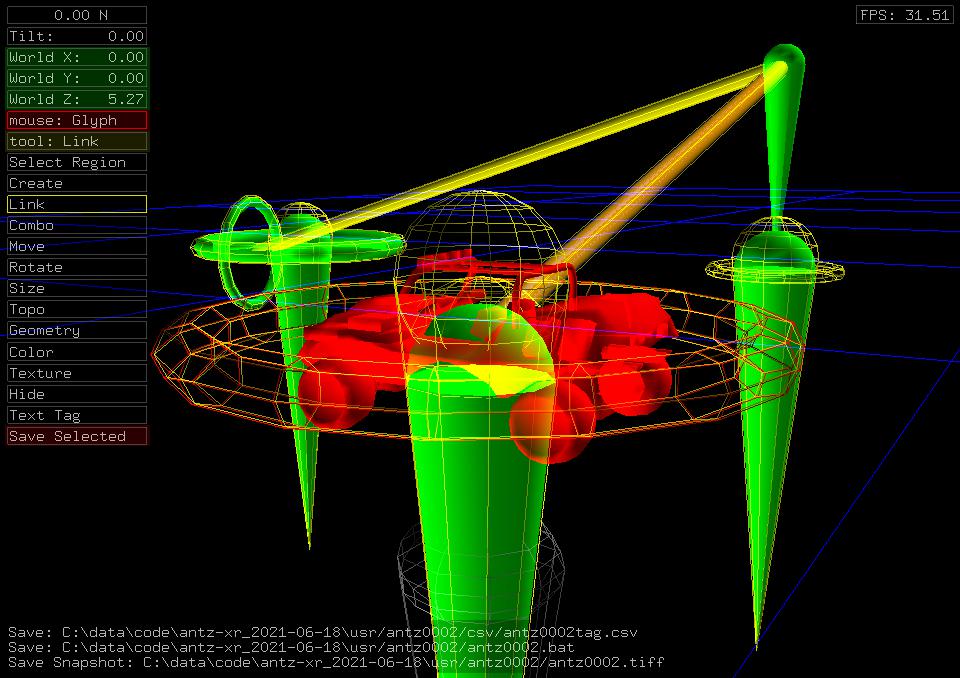 0.00 N
FPS: 31.51
Tilt: 0.00
World X: 0.00
World Y: 0.00
World Z: 5.27
mouse: Glyph
tool: Link
Select Region
Create
Link
Combo
Move
Rotate
Size
Topo
Geometry
Color
Texture
Hide
Text Tag
Save Selected
Save: C:\data\code\antz-xr_2021-06-18\usr/antz0002/csv/antz0002tag.csv
Save: C:\data\code\antz-xr_2021-06-18\usr/antz0002/antz0002.bat
Save Snapshot: C:\data\code\antz-xr_2021-06-18\usr/antz0002/antz0002.tiff